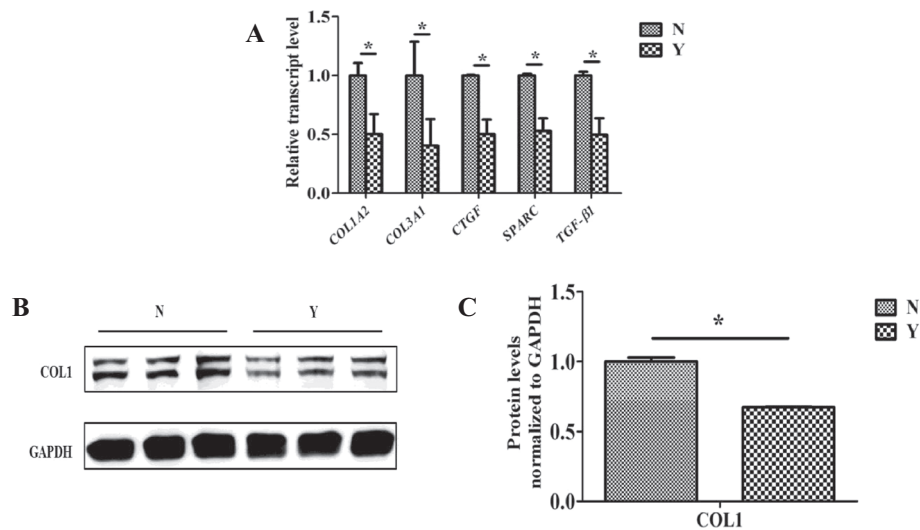 A
Relative transcript level
1.5
1.0
0.5
0.0
* * * * *
COL1A2 COL3A1 CTGF SPARC TGF-β1
N
Y
B
N Y
COL1
GAPDH
C
Protein levels
normalized to GAPDH
1.5
1.0
0.5
0.0
*
COL1
N
Y